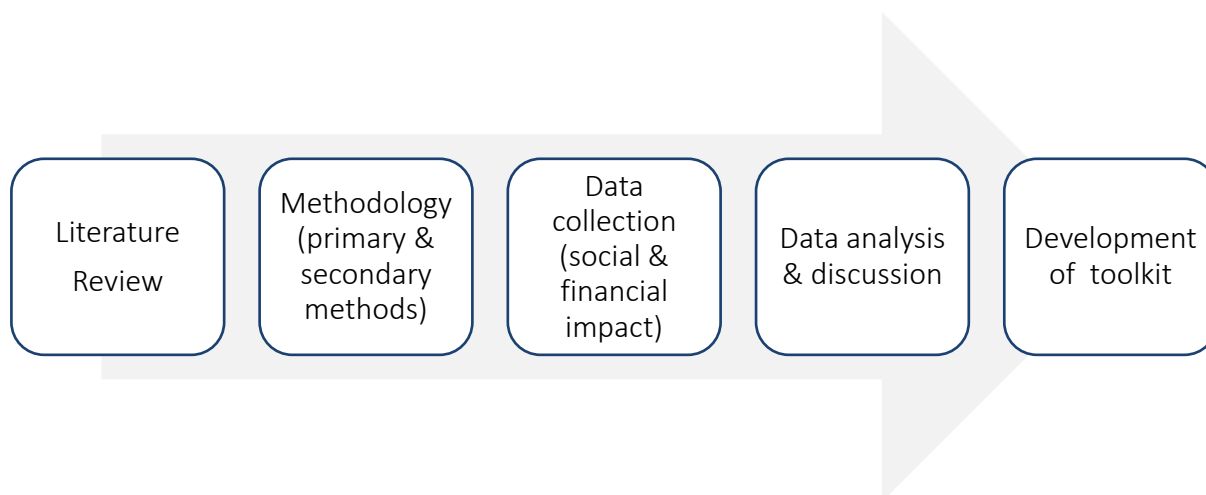 Literature
Review
Methodology
(primary &
secondary
methods)
Data
collection
(social &
financial
impact)
Data analysis
& discussion
Development
of toolkit